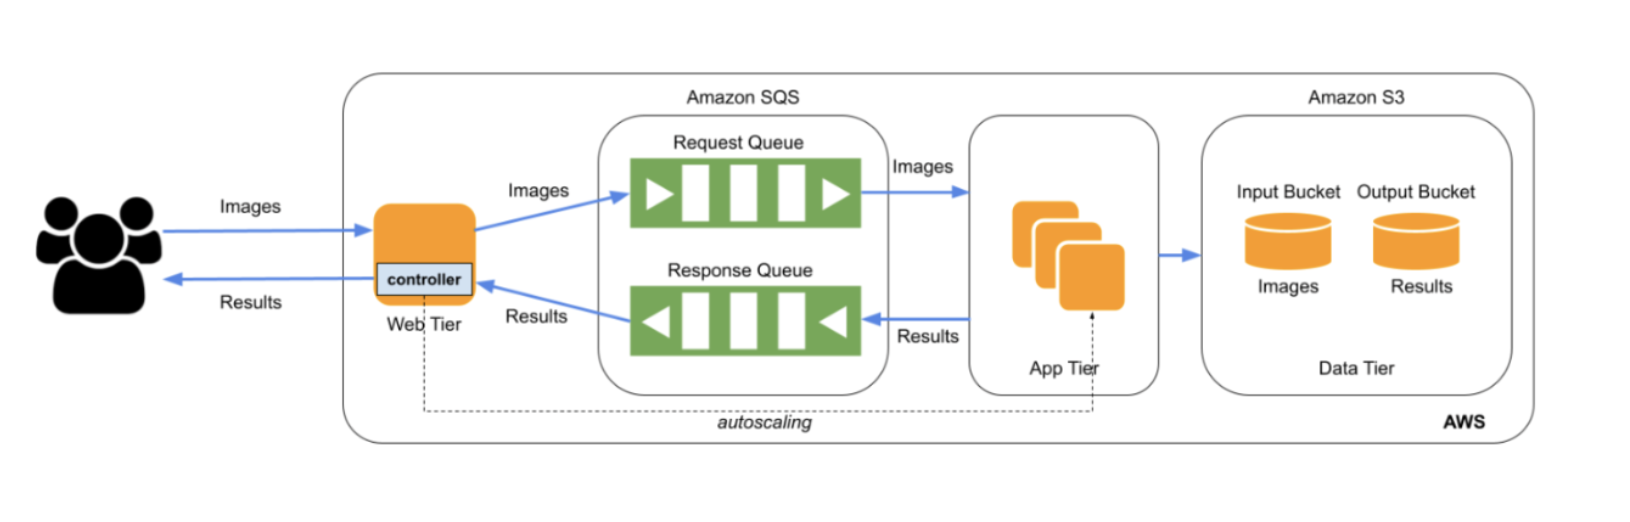 Amazon SQS
Amazon S3
Request Queue
Images
Images
Images
Input Bucket
Output Bucket
Response Queue
controller
Images
Results
Results
Results
Results
Web Tier
App Tier
Data Tier
autoscaling
AWS